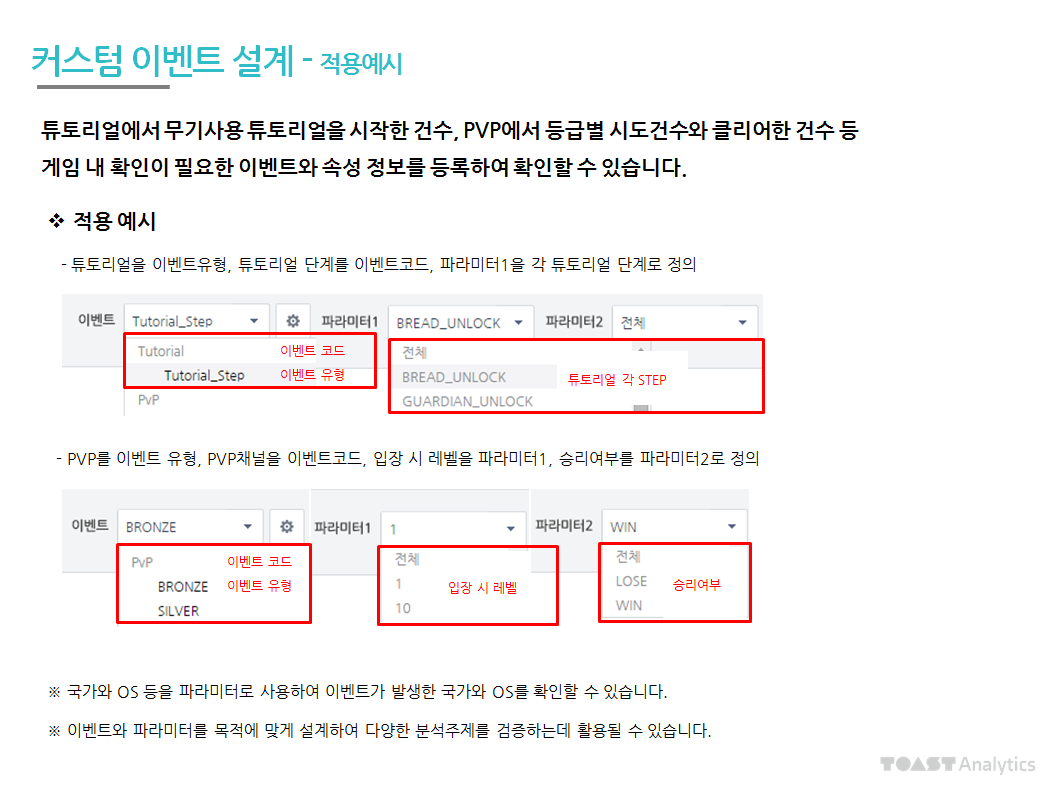 커스텀 이벤트 설계 - 적용예시
튜토리얼에서 무기사용 튜토리얼을 시작한 건수, PVP에서 등급별 시도건수와 클리어한 건수 등
게임 내 확인이 필요한 이벤트와 속성 정보를 등록하여 확인할 수 있습니다.
❖ 적용 예시
- 튜토리얼을 이벤트유형, 튜토리얼 단계를 이벤트코드, 파라미터1을 각 튜토리얼 단계로 정의
이벤트 Tutorial_Step 파라미터1 BREAD_UNLOCK 파라미터2 전체
Tutorial 이벤트 코드 전체
Tutorial_Step 이벤트 유형 BREAD_UNLOCK 튜토리얼 각 STEP
PvP GUARDIAN_UNLOCK
- PVP를 이벤트 유형, PVP채널을 이벤트코드, 입장 시 레벨을 파라미터1, 승리여부를 파라미터2로 정의
이벤트 BRONZE 파라미터1 1 파라미터2 WIN
PvP 이벤트 코드 전체 전체
BRONZE 이벤트 유형 1 입장 시 레벨 LOSE 승리여부
SILVER 10 WIN
※ 국가와 OS 등을 파라미터로 사용하여 이벤트가 발생한 국가와 OS를 확인할 수 있습니다.
※ 이벤트와 파라미터를 목적에 맞게 설계하여 다양한 분석주제를 검증하는데 활용될 수 있습니다.
TOAST Analytics